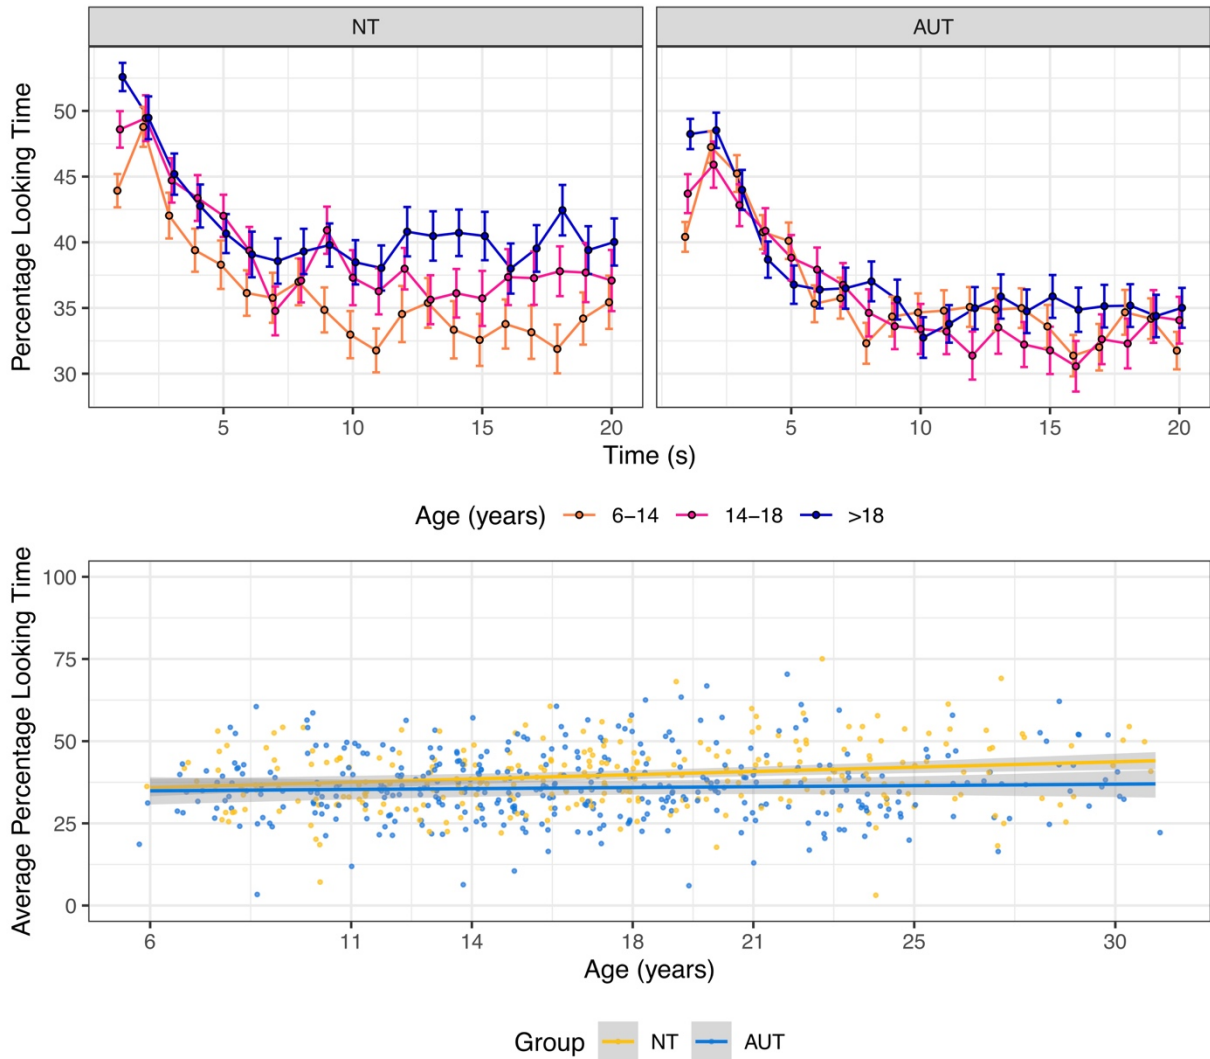 NT AUT
Percentage Looking Time
50
45
40
35
30
5 10 15 20 5 10 15 20
Time (s)
Age (years) 6–14 14–18 >18
Average Percentage Looking Time
100
75
50
25
0
6 11 14 18 21 25 30
Age (years)
Group NT AUT